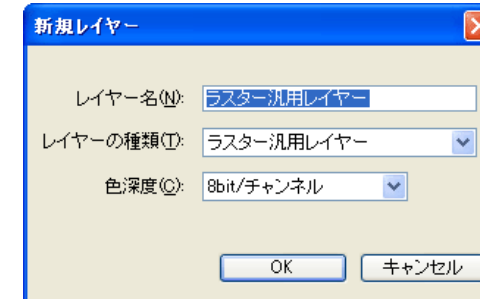 新規レイヤー
レイヤー名(N): ラスター汎用レイヤー
レイヤーの種類(T): ラスター汎用レイヤー
色深度(C): 8bit/チャンネル
OK キャンセル